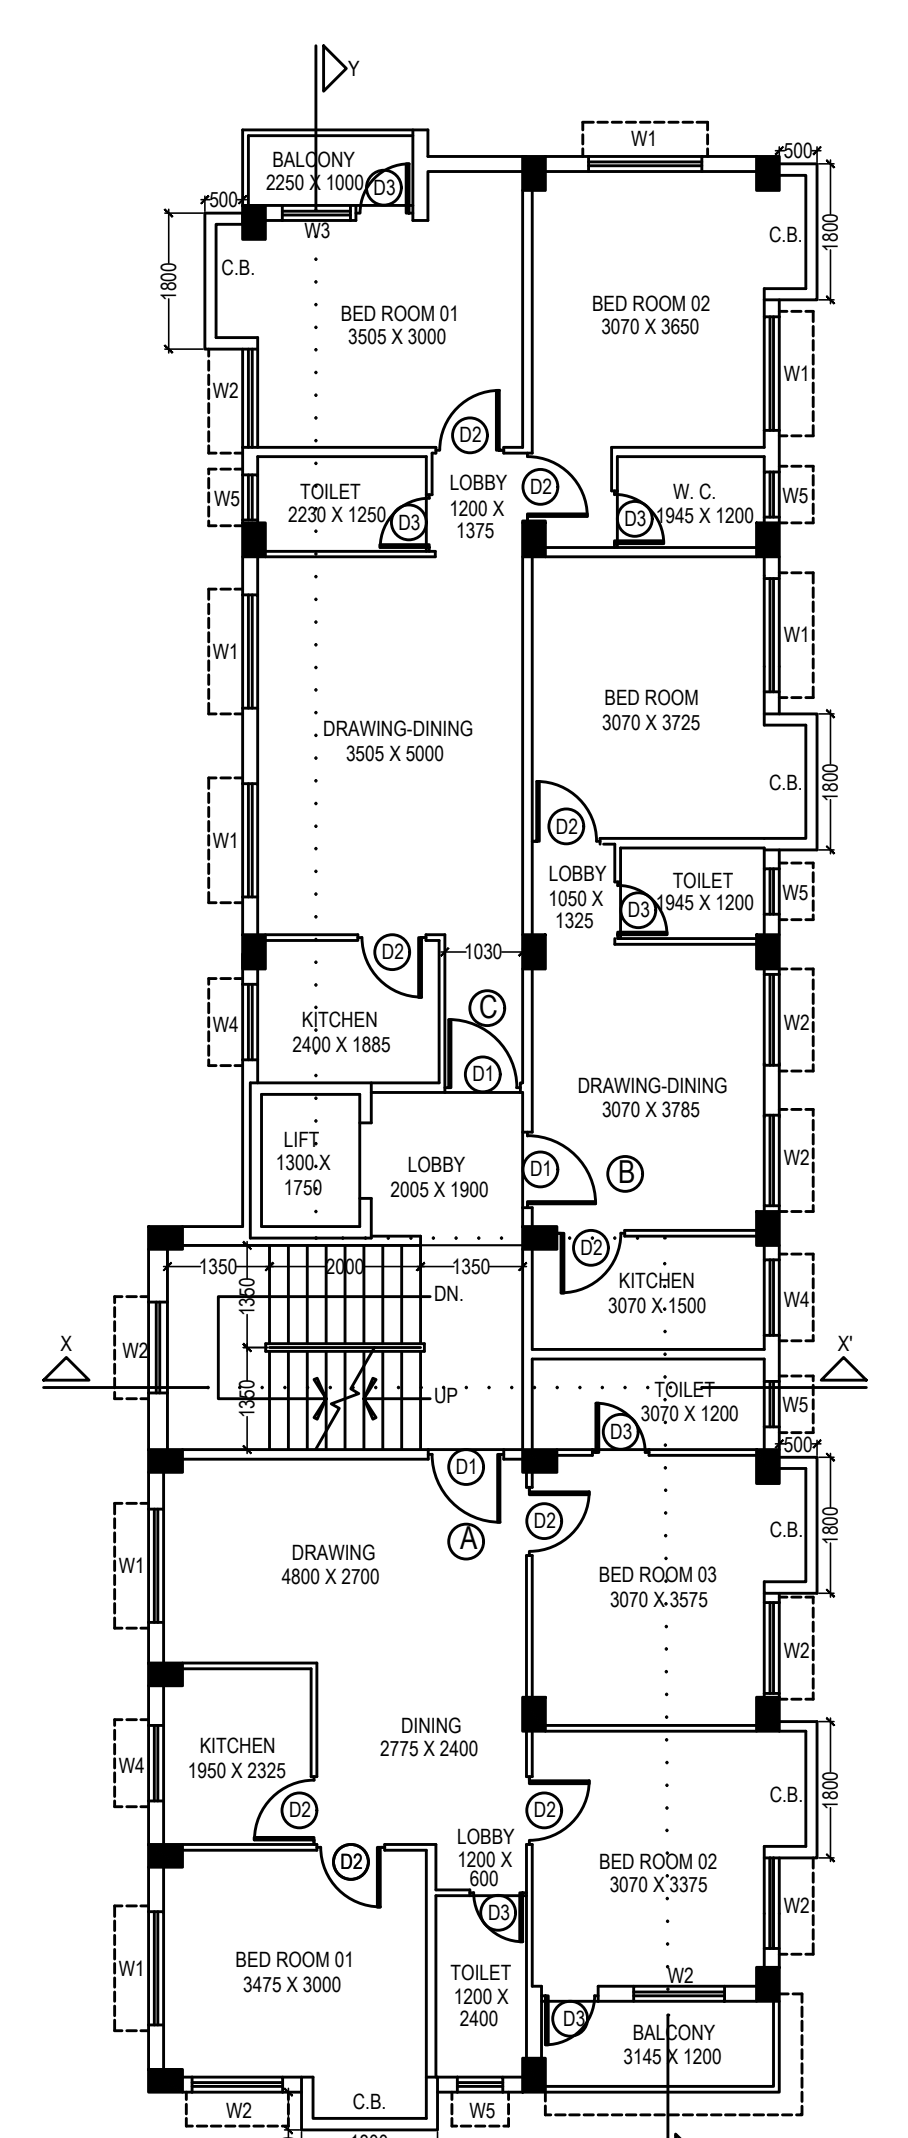 Y
W1
500
BALCONY
2250 X 1000
D3
500
W3
C.B.
1800
C.B.
1800
BED ROOM 01
3505 X 3000
BED ROOM 02
3070 X 3650
W2
W1
D2
W5
TOILET
2230 X 1250
D3
LOBBY
1200 X
1375
D2
W. C.
1945 X 1200
D3
W5
W1
W1
BED ROOM
3070 X 3725
DRAWING-DINING
3505 X 5000
C.B.
1800
W1
D2
LOBBY
1050 X
1325
TOILET
1945 X 1200
D3
W5
D2
1030
C
KITCHEN
2400 X 1885
W4
W2
D1
DRAWING-DINING
3070 X 3785
LIFT
1300 X
1750
LOBBY
2005 X 1900
D1
B
W2
D2
1350
2000
1350
1350
DN.
KITCHEN
3070 X 1500
W4
X
W2
X'
1350
UP
TOILET
3070 X 1200
W5
D3
500
D1
A
D2
C.B.
1800
W1
DRAWING
4800 X 2700
BED ROOM 03
3070 X 3575
W2
DINING
2775 X 2400
KITCHEN
1950 X 2325
W4
C.B.
1800
D2
D2
D2
LOBBY
1200 X
600
BED ROOM 02
3070 X 3375
D3
W2
W1
BED ROOM 01
3475 X 3000
TOILET
1200 X
2400
W2
D3
BALCONY
3145 X 1200
W2
C.B.
W5